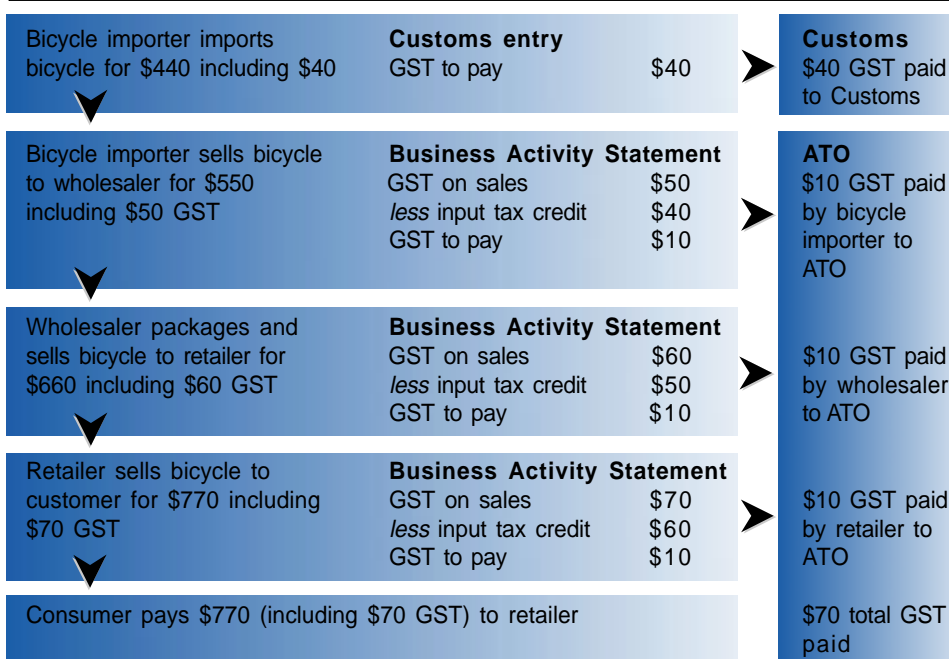 Bicycle importer imports
bicycle for $440 including $40
Customs entry
GST to pay $40
Customs
$40 GST paid
to Customs
Bicycle importer sells bicycle
to wholesaler for $550
including $50 GST
Business Activity Statement
GST on sales $50
less input tax credit $40
GST to pay $10
ATO
$10 GST paid
by bicycle
importer to
ATO
Wholesaler packages and
sells bicycle to retailer for
$660 including $60 GST
Business Activity Statement
GST on sales $60
less input tax credit $50
GST to pay $10
$10 GST paid
by wholesaler
to ATO
Retailer sells bicycle to
customer for $770 including
$70 GST
Business Activity Statement
GST on sales $70
less input tax credit $60
GST to pay $10
$10 GST paid
by retailer to
ATO
Consumer pays $770 (including $70 GST) to retailer
$70 total GST
paid